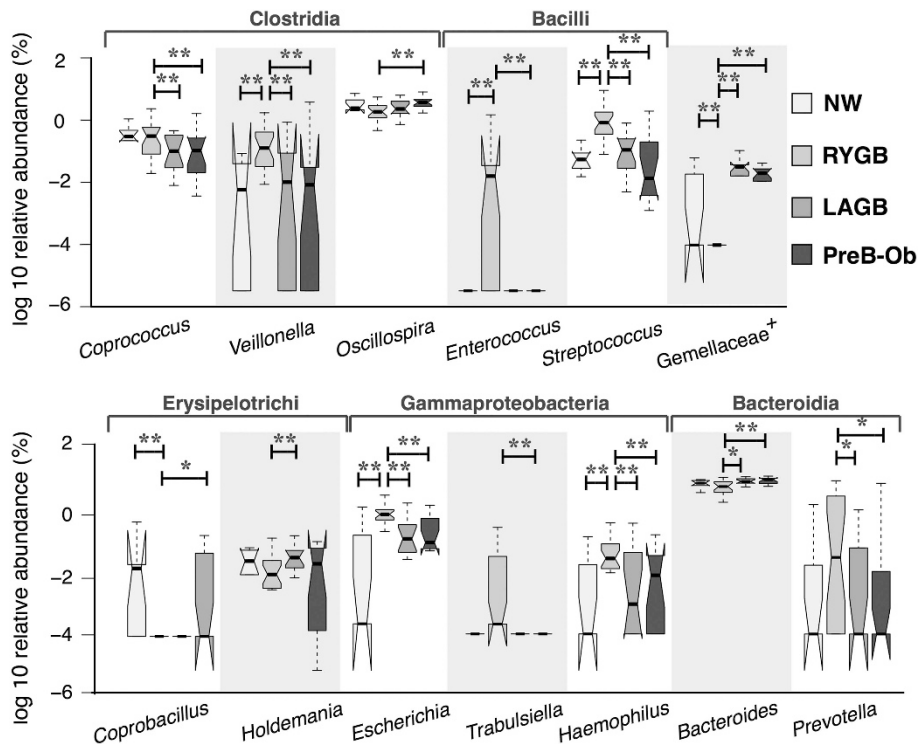 Clostridia Bacilli
log 10 relative abundance (%)
2
0
−2
−4
−6
** ** ** ** ** ** ** ** ** ** ** ** ** **
Coprococcus Veillonella Oscillospira Enterococcus Streptococcus Gemellaceae+
NW
RYGB
LAGB
PreB-Ob
Erysipelotrichi Gammaproteobacteria Bacteroidia
log 10 relative abundance (%)
2
0
−2
−4
−6
** * ** ** ** ** ** ** ** ** * ** * *
Coprobacillus Holdemania Escherichia Trabulsiella Haemophilus Bacteroides Prevotella